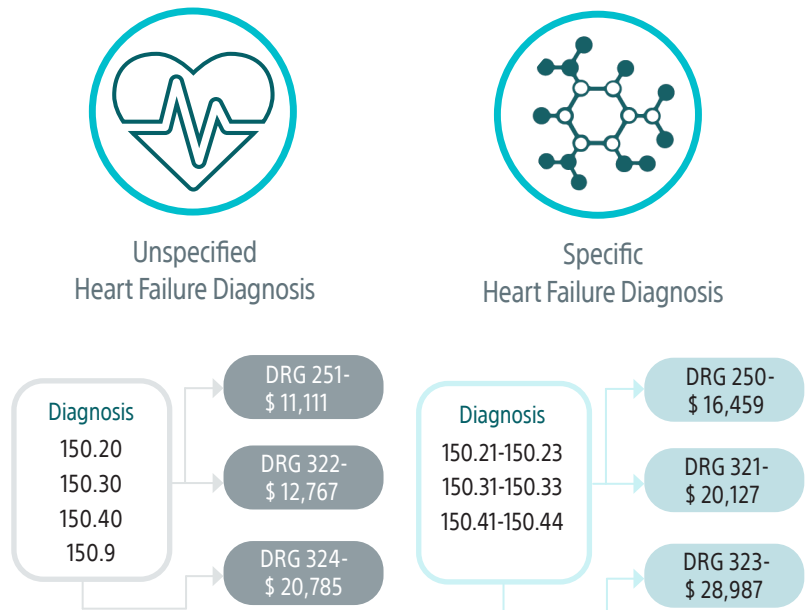 Unspecified
Heart Failure Diagnosis
Diagnosis
150.20
150.30
150.40
150.9
DRG 251-
$ 11,111
DRG 322-
$ 12,767
DRG 324-
$ 20,785
Specific
Heart Failure Diagnosis
Diagnosis
150.21-150.23
150.31-150.33
150.41-150.44
DRG 250-
$ 16,459
DRG 321-
$ 20,127
DRG 323-
$ 28,987